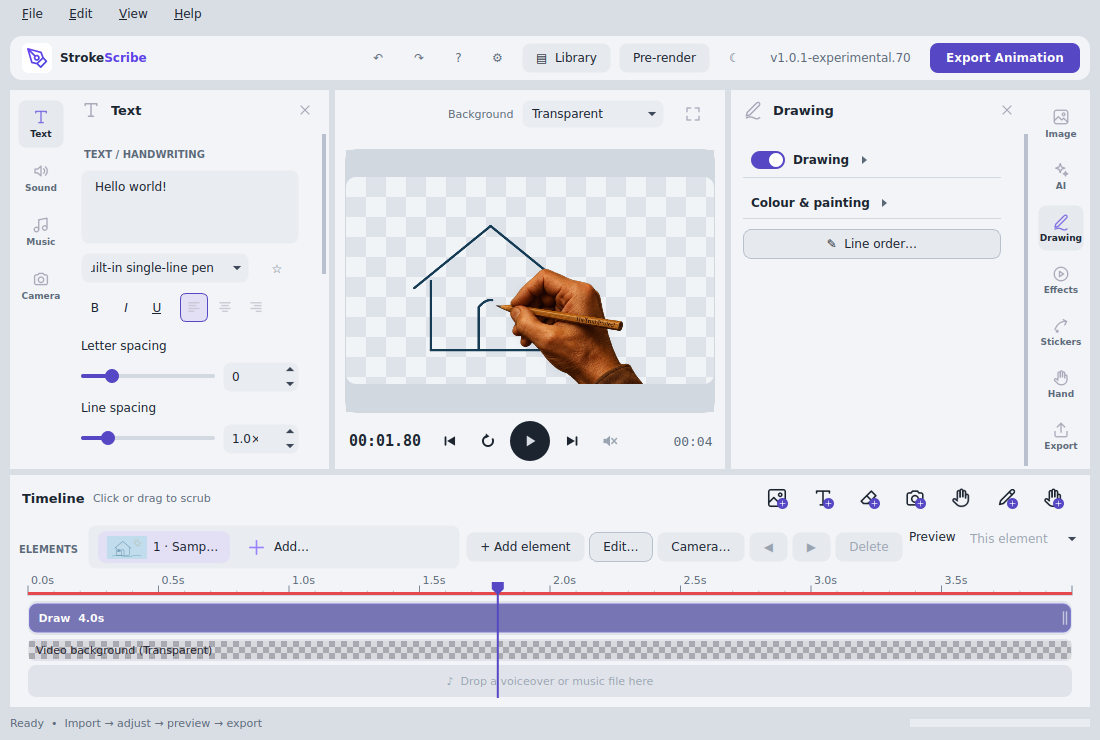 File Edit View Help
StrokeScribe
? Library Pre-render v1.0.1-experimental.70 Export Animation
Text
Sound
Music
Camera
Text
TEXT / HANDWRITING
Hello world!
uilt-in single-line pen
B I U
Letter spacing
0
Line spacing
1.0×
Background Transparent
00:01.80
00:04
Drawing
Drawing
Colour & painting
Line order...
Image
AI
Drawing
Effects
Stickers
Hand
Export
Timeline Click or drag to scrub
ELEMENTS 1 · Samp... Add... + Add element Edit... Camera... Delete Preview This element
0.0s 0.5s 1.0s 1.5s 2.0s 2.5s 3.0s 3.5s
Draw 4.0s
Video background (Transparent)
♪ Drop a voiceover or music file here
Ready • Import → adjust → preview → export